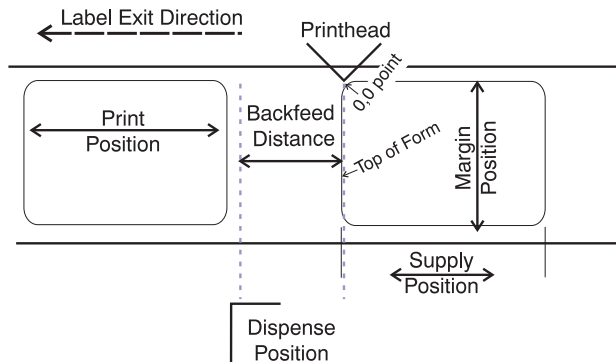 Label Exit Direction
Printhead
0,0 point
Print
Position
Backfeed
Distance
Top of Form
Margin
Position
Supply
Position
Dispense
Position